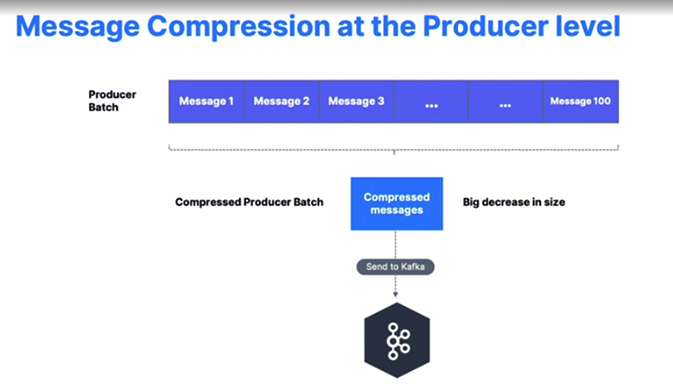 Message Compression at the Producer level
Producer
Batch
Message 1
Message 2
Message 3
...
...
Message 100
Compressed Producer Batch
Compressed
messages
Big decrease in size
Send to Kafka